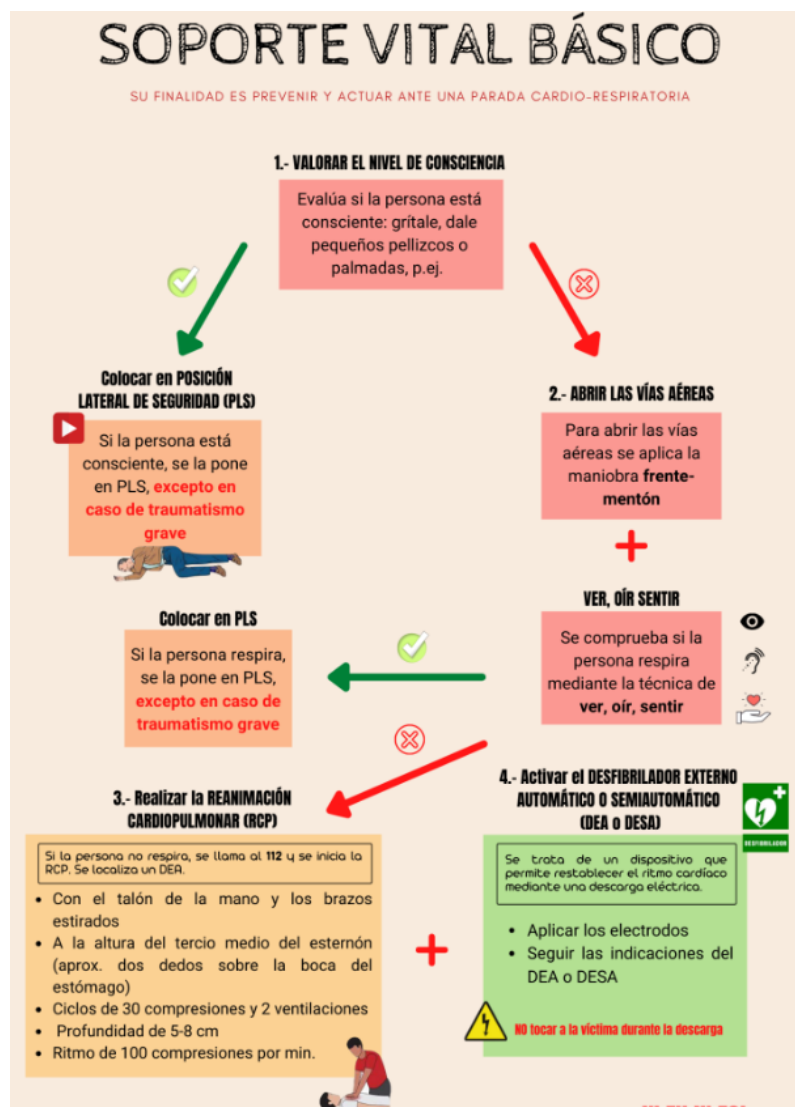 SOPORTE VITAL BÁSICO
SU FINALIDAD ES PREVENIR Y ACTUAR ANTE UNA PARADA CARDIO-RESPIRATORIA
1.- VALORAR EL NIVEL DE CONSCIENCIA
Evalúa si la persona está
consciente: grítale, dale
pequeños pellizcos o
palmadas, p.ej.
Colocar en POSICIÓN
LATERAL DE SEGURIDAD (PLS)
Si la persona está
consciente, se la pone
en PLS, excepto en
caso de traumatismo
grave
2.- ABRIR LAS VÍAS AÉREAS
Para abrir las vías
aéreas se aplica la
maniobra frente-
mentón
VER, OÍR SENTIR
Se comprueba si la
persona respira
mediante la técnica de
ver, oír, sentir
Colocar en PLS
Si la persona respira,
se la pone en PLS,
excepto en caso de
traumatismo grave
3.- Realizar la REANIMACIÓN
CARDIOPULMONAR (RCP)
Si la persona no respira, se llama al 112 y se inicia la
RCP. Se localiza un DEA.
• Con el talón de la mano y los brazos
estirados
• A la altura del tercio medio del esternón
(aprox. dos dedos sobre la boca del
estómago)
• Ciclos de 30 compresiones y 2 ventilaciones
• Profundidad de 5-8 cm
• Ritmo de 100 compresiones por min.
4.- Activar el DESFIBRILADOR EXTERNO
AUTOMÁTICO O SEMIAUTOMÁTICO
(DEA o DESA)
DESFIBRILADOR
Se trata de un dispositivo que
permite restablecer el ritmo cardíaco
mediante una descarga eléctrica.
• Aplicar los electrodos
• Seguir las indicaciones del
DEA o DESA
NO tocar a la víctima durante la descarga